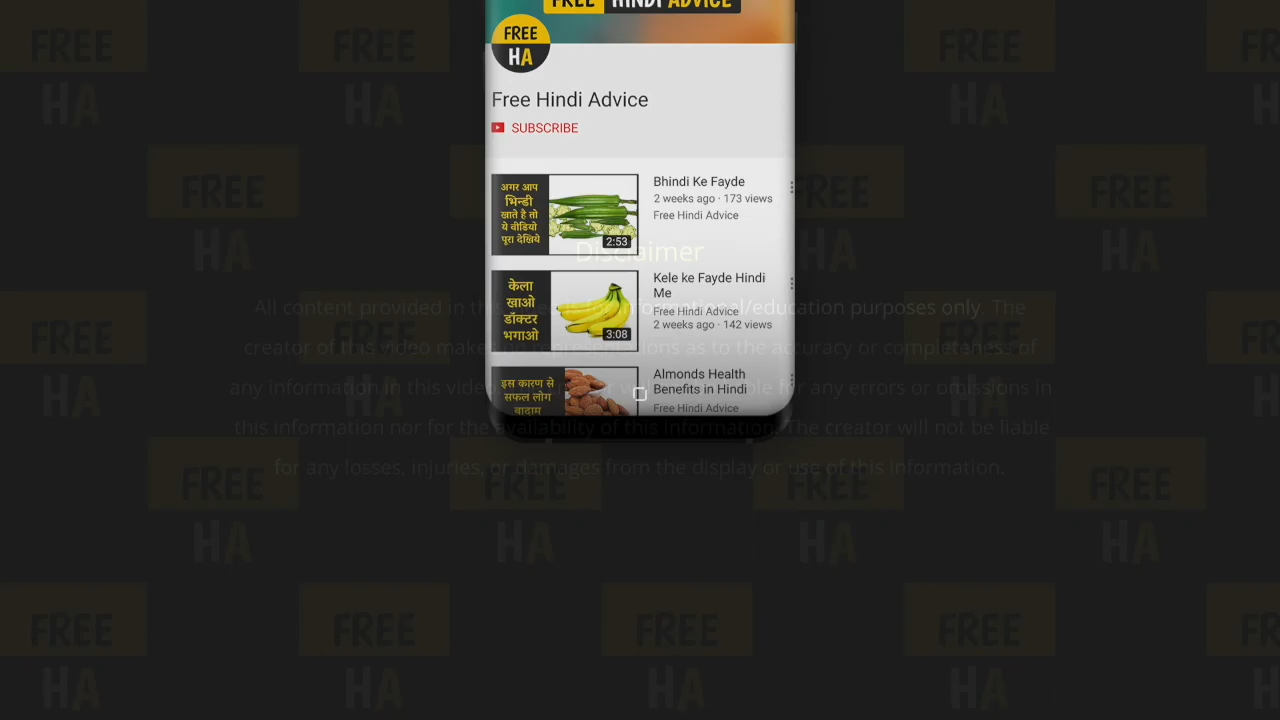 FREE HINDI ADVICE
FREE
HA
Free Hindi Advice
SUBSCRIBE
अगर आप
भिन्डी
खाते है तो
ये वीडियो
पूरा देखिये
2:53
Bhindi Ke Fayde
2 weeks ago · 173 views
Free Hindi Advice
Disclaimer
केला
खाओ
डॉक्टर
भगाओ
3:08
Kele ke Fayde Hindi
Me
Free Hindi Advice
2 weeks ago · 142 views
All content provided in this informational/education purposes only. The
creator of this video makes no representations as to the accuracy or completeness of
any information in this video for any errors or omissions in
this information nor for the availability of this information. The creator will not be liable
for any losses, injuries, or damages from the display or use of this information.
इस कारण से
सफल लोग
बादाम
Almonds Health
Benefits in Hindi
Free Hindi Advice